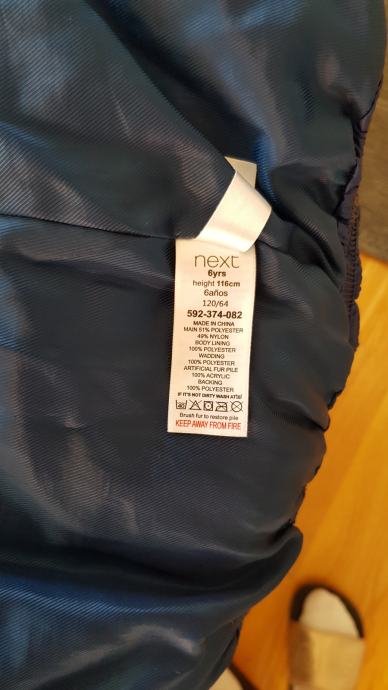 next
6yrs
height 116cm
6años
120/64
592-374-082
MADE IN CHINA
MAIN 51% POLYESTER
49% NYLON
BODY LINING
100% POLYESTER
WADDING
100% POLYESTER
ARTIFICIAL FUR PILE
100% ACRYLIC
BACKING
100% POLYESTER
IF IT'S NOT DIRTY WASH AT
Brush fur to restore pile
KEEP AWAY FROM FIRE